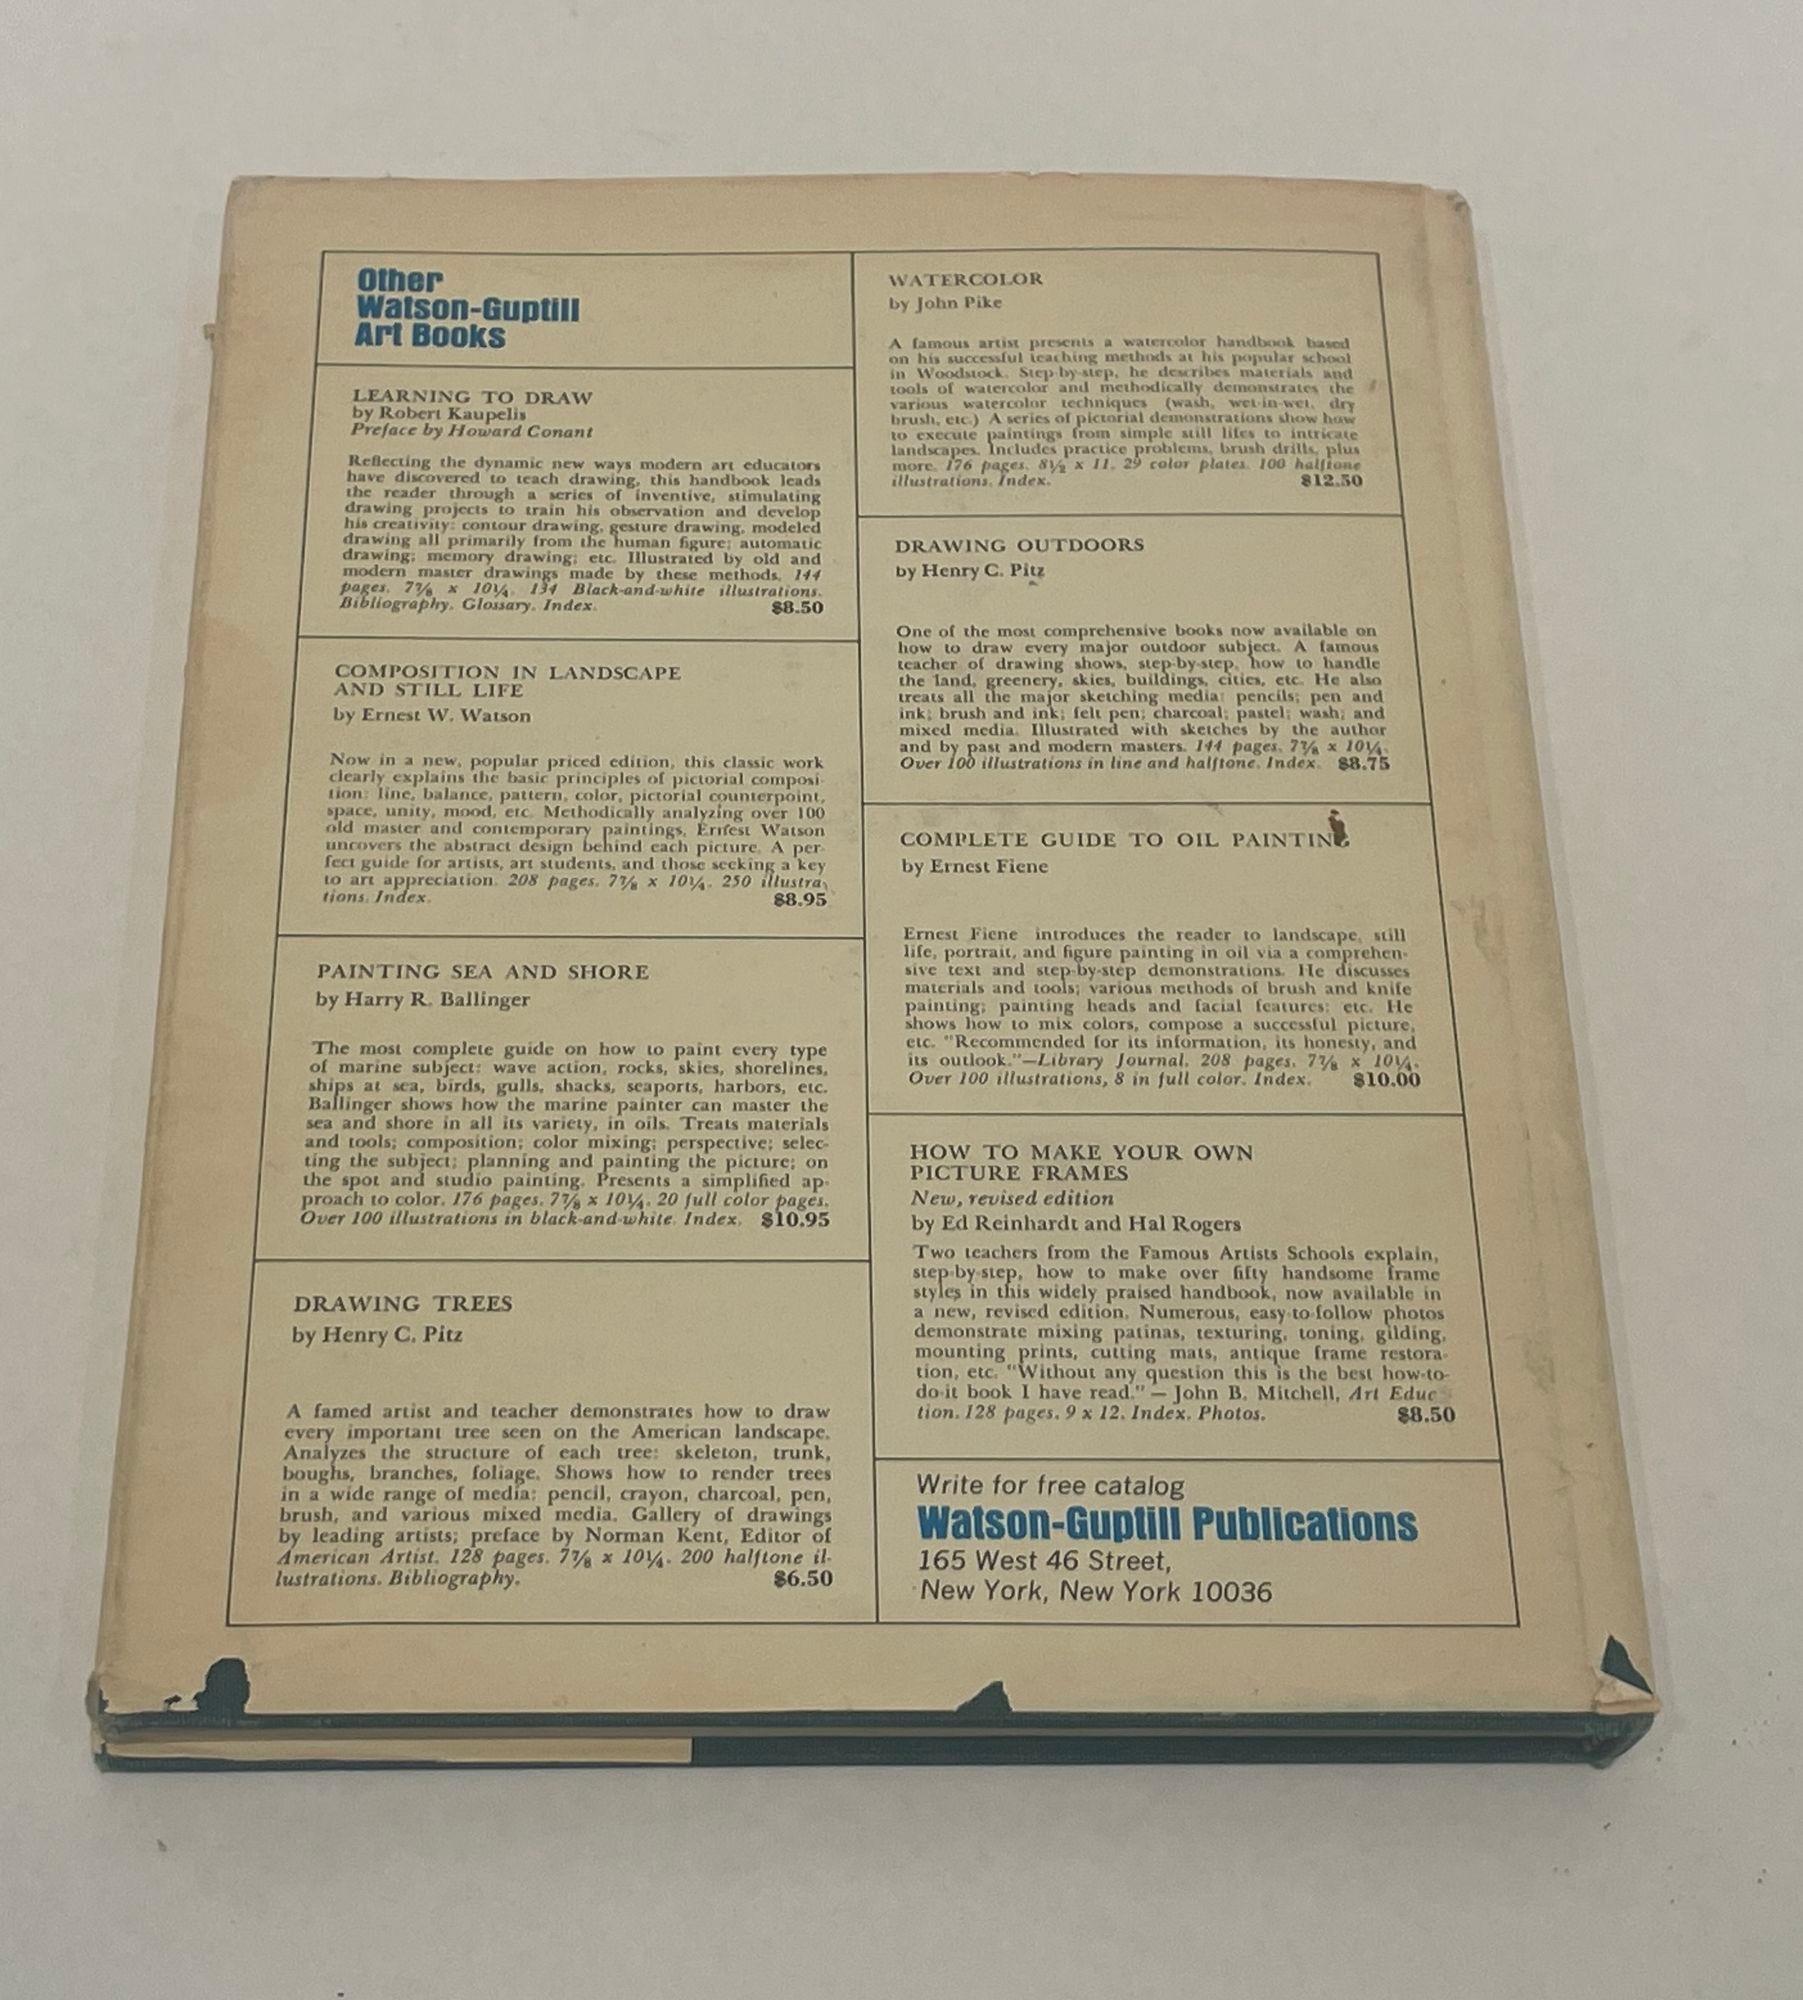 Other
Watson-Guptill
Art Books
LEARNING TO DRAW
by Robert Kaupelis
Preface by Howard Conant
Reflecting the dynamic new ways modern art educators
have discovered to teach drawing, this handbook leads
the reader through a series of inventive, stimulating
drawing projects to train his observation and develop
his creativity: contour drawing, gesture drawing, modeled
drawing all primarily from the human figure; automatic
drawing; memory drawing; etc. Illustrated by old and
modern master drawings made by these methods. 144
pages. 7⅞ x 10¼. 134 Black-and-white illustrations.
Bibliography. Glossary. Index. $8.50
COMPOSITION IN LANDSCAPE
AND STILL LIFE
by Ernest W. Watson
Now in a new, popular priced edition, this classic work
clearly explains the basic principles of pictorial composi-
tion: line, balance, pattern, color, pictorial counterpoint,
space, unity, mood, etc. Methodically analyzing over 100
old master and contemporary paintings, Ernest Watson
uncovers the abstract design behind each picture. A per-
fect guide for artists, art students, and those seeking a key
to art appreciation. 208 pages. 7⅞ x 10¼. 250 illustra-
tions. Index. $8.95
PAINTING SEA AND SHORE
by Harry R. Ballinger
The most complete guide on how to paint every type
of marine subject: wave action, rocks, skies, shorelines,
ships at sea, birds, gulls, shacks, seaports, harbors, etc.
Ballinger shows how the marine painter can master the
sea and shore in all its variety, in oils. Treats materials
and tools; composition; color mixing; perspective; selec-
ting the subject; planning and painting the picture; on
the spot and studio painting. Presents a simplified ap-
proach to color. 176 pages. 7⅞ x 10¼. 20 full color pages.
Over 100 illustrations in black-and-white. Index. $10.95
DRAWING TREES
by Henry C. Pitz
A famed artist and teacher demonstrates how to draw
every important tree seen on the American landscape.
Analyzes the structure of each tree: skeleton, trunk,
boughs, branches, foliage. Shows how to render trees
in a wide range of media: pencil, crayon, charcoal, pen,
brush, and various mixed media. Gallery of drawings
by leading artists; preface by Norman Kent, Editor of
American Artist. 128 pages. 7⅞ x 10¼. 200 halftone il-
lustrations. Bibliography. $6.50
WATERCOLOR
by John Pike
A famous artist presents a watercolor handbook based
on his successful teaching methods at his popular school
in Woodstock. Step-by-step, he describes materials and
tools of watercolor and methodically demonstrates the
various watercolor techniques (wash, wet-in-wet, dry
brush, etc.) A series of pictorial demonstrations show how
to execute paintings from simple still lifes to intricate
landscapes. Includes practice problems, brush drills, plus
more. 176 pages. 8½ x 11. 29 color plates. 100 halftone
illustrations. Index. $12.50
DRAWING OUTDOORS
by Henry C. Pitz
One of the most comprehensive books now available on
how to draw every major outdoor subject. A famous
teacher of drawing shows, step-by-step, how to handle
the land, greenery, skies, buildings, cities, etc. He also
treats all the major sketching media: pencils; pen and
ink; brush and ink; felt pen; charcoal; pastel; wash; and
mixed media. Illustrated with sketches by the author
and by past and modern masters. 144 pages. 7⅞ x 10¼.
Over 100 illustrations in line and halftone. Index. $8.75
COMPLETE GUIDE TO OIL PAINTING
by Ernest Fiene
Ernest Fiene introduces the reader to landscape, still
life, portrait, and figure painting in oil via a comprehen-
sive text and step-by-step demonstrations. He discusses
materials and tools; various methods of brush and knife
painting; painting heads and facial features; etc. He
shows how to mix colors, compose a successful picture,
etc. "Recommended for its information, its honesty, and
its outlook."—Library Journal. 208 pages. 7⅞ x 10¼.
Over 100 illustrations, 8 in full color. Index. $10.00
HOW TO MAKE YOUR OWN
PICTURE FRAMES
New, revised edition
by Ed Reinhardt and Hal Rogers
Two teachers from the Famous Artists Schools explain,
step-by-step, how to make over fifty handsome frame
styles in this widely praised handbook, now available in
a new, revised edition. Numerous, easy-to-follow photos
demonstrate mixing patinas, texturing, toning, gilding,
mounting prints, cutting mats, antique frame restora-
tion, etc. "Without any question this is the best how-to-
do-it book I have read." — John B. Mitchell, Art Educ
tion. 128 pages. 9 x 12. Index. Photos. $8.50
Write for free catalog
Watson-Guptill Publications
165 West 46 Street,
New York, New York 10036